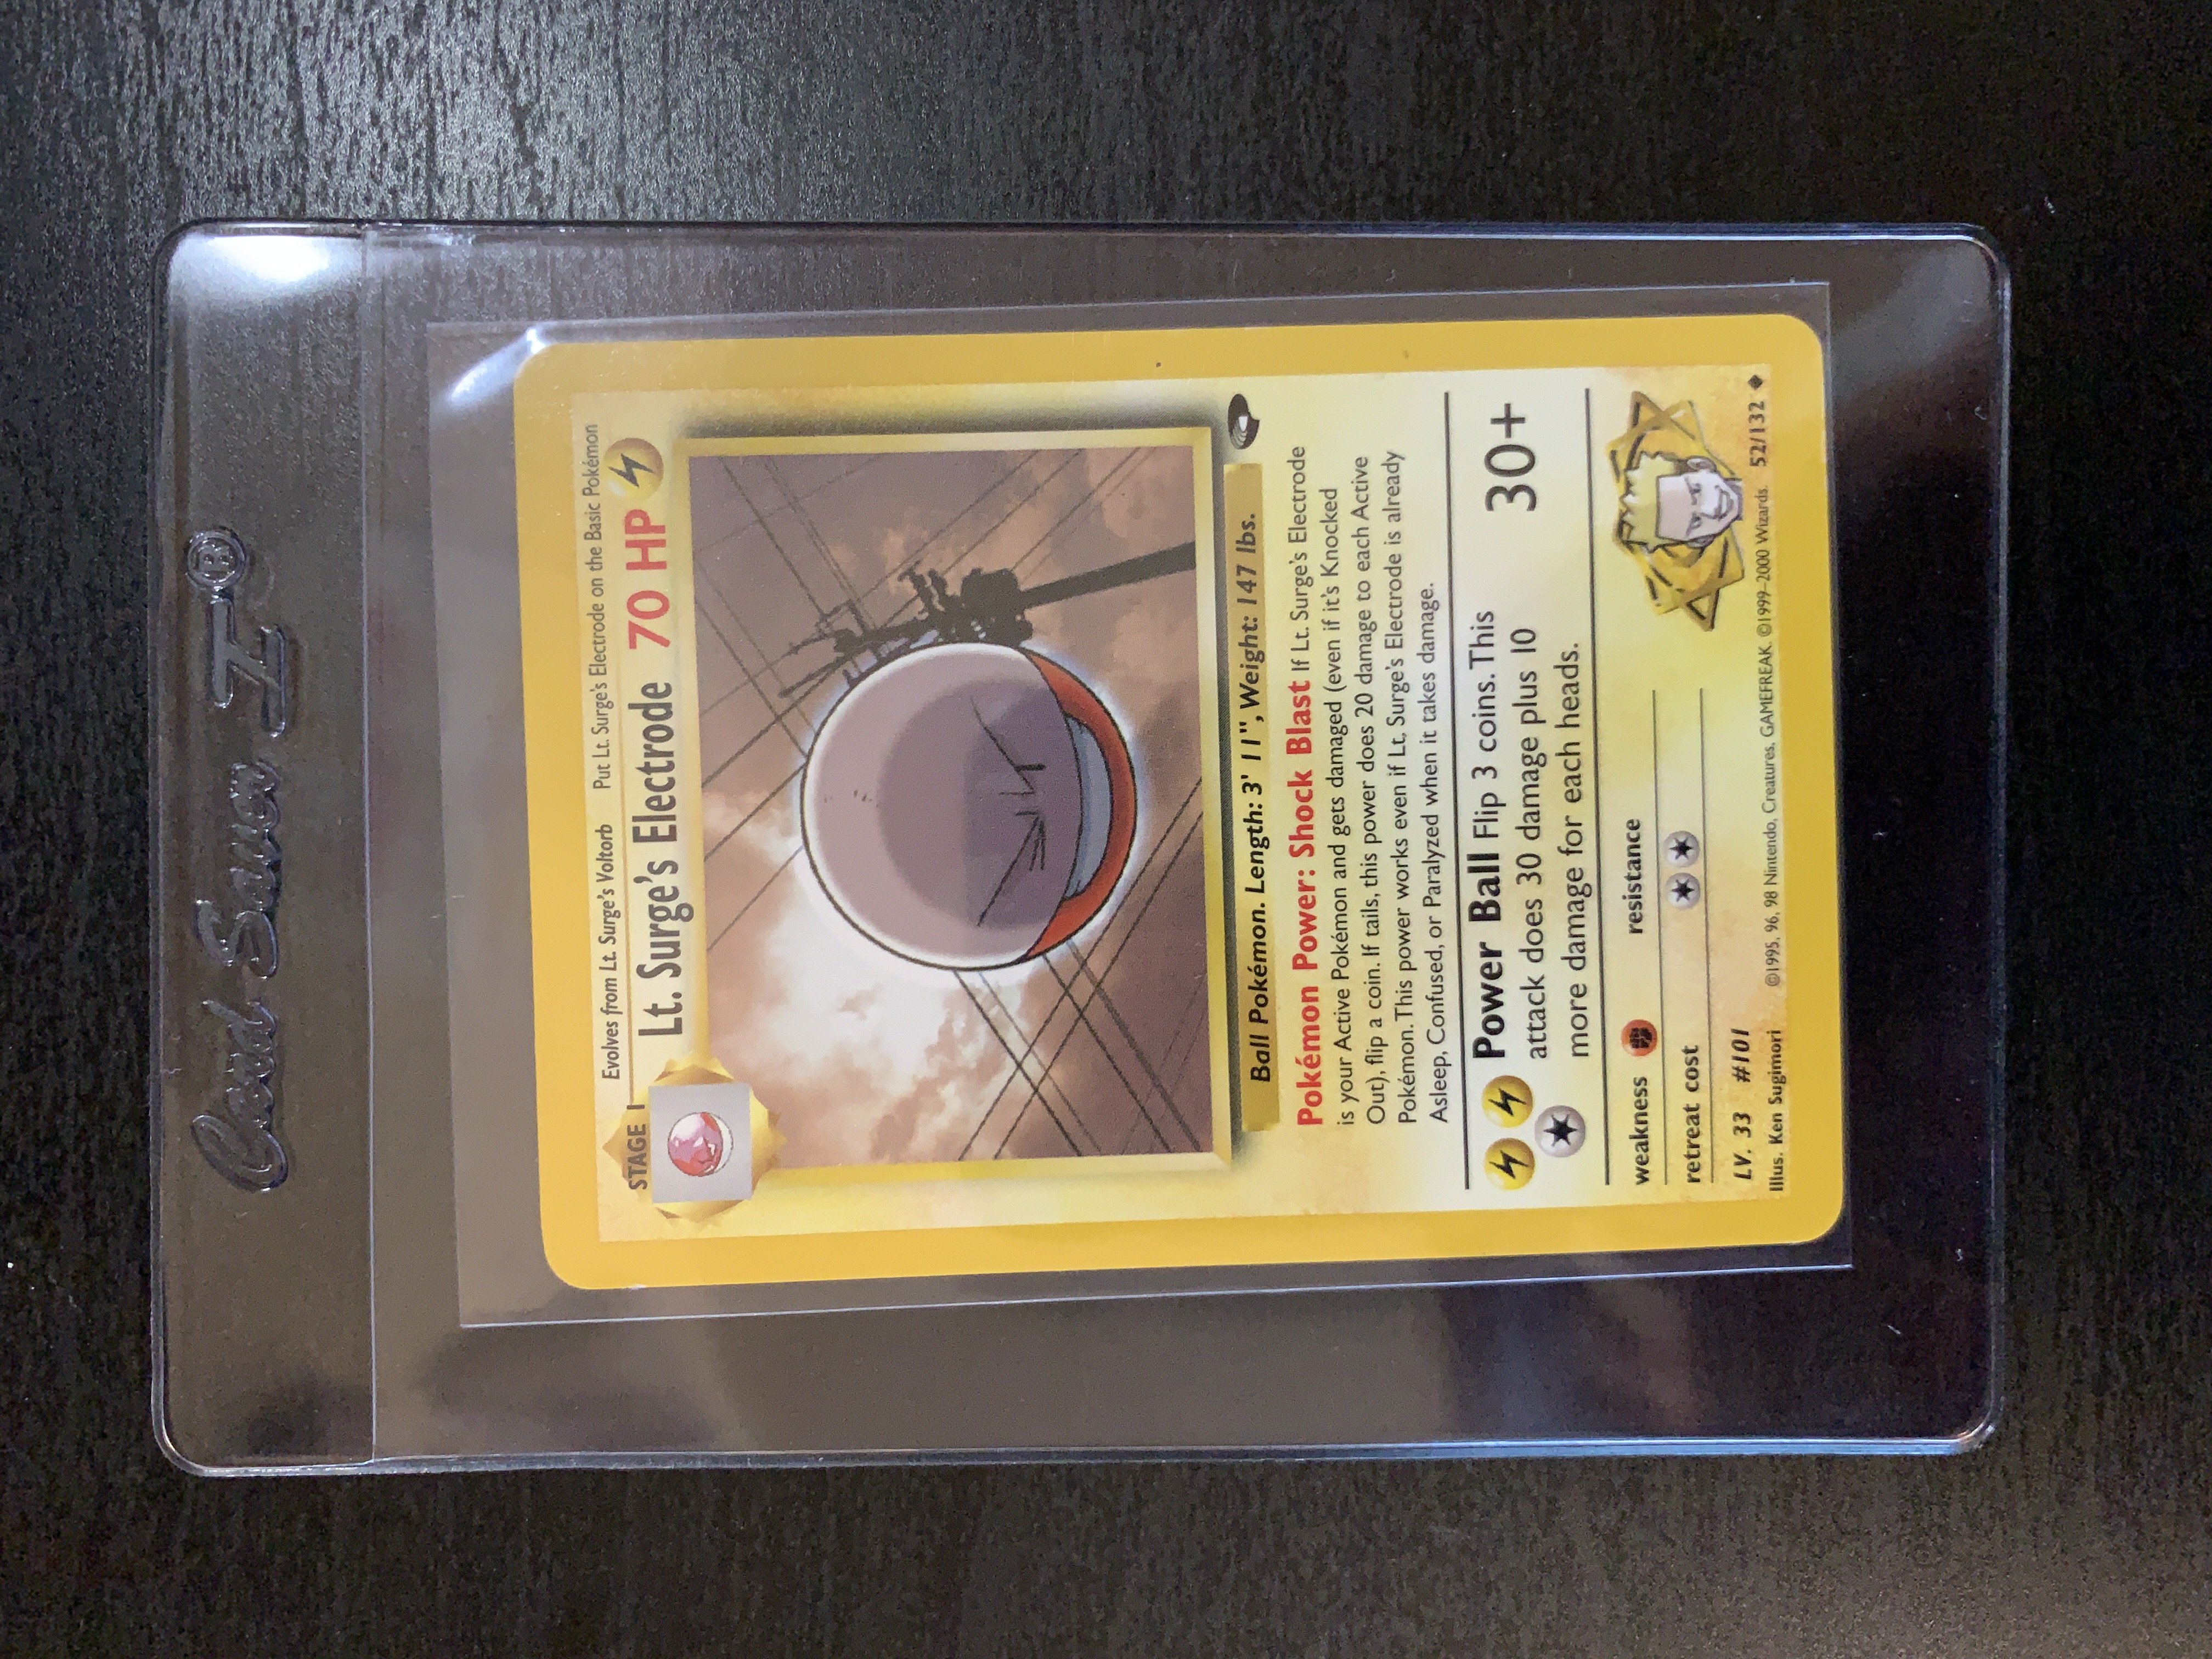 Card Saver I®
Evolves from Lt. Surge's Voltorb Put Lt. Surge's Electrode on the Basic Pokémon
STAGE 1
Lt. Surge's Electrode 70 HP
Ball Pokémon. Length: 3' 11", Weight: 147 lbs.
Pokémon Power: Shock Blast If Lt. Surge's Electrode
is your Active Pokémon and gets damaged (even if it's Knocked
Out), flip a coin. If tails, this power does 20 damage to each Active
Pokémon. This power works even if Lt. Surge's Electrode is already
Asleep, Confused, or Paralyzed when it takes damage.
Power Ball Flip 3 coins. This
attack does 30 damage plus 10
more damage for each heads.
30+
weakness resistance
retreat cost
LV. 33 #101
Illus. Ken Sugimori ©1995, 96, 98 Nintendo, Creatures, GAMEFREAK. ©1999–2000 Wizards. 52/132